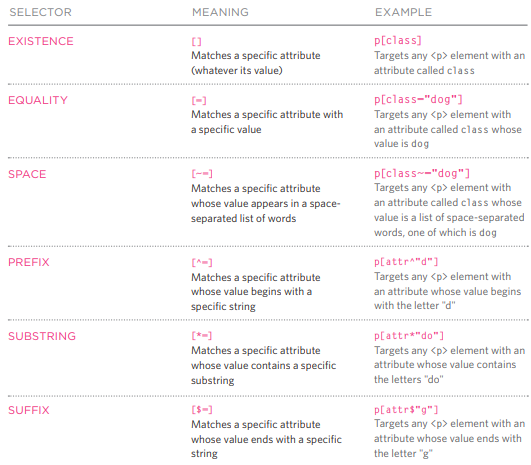 SELECTOR MEANING EXAMPLE
EXISTENCE [] p[class]
Matches a specific attribute Targets any <p> element with an
(whatever its value) attribute called class
EQUALITY [=] p[class="dog"]
Matches a specific attribute with Targets any <p> element with
a specific value an attribute called class whose
value is dog
SPACE [~=] p[class~="dog"]
Matches a specific attribute Targets any <p> element with
whose value appears in a space- an attribute called class whose
separated list of words value is a list of space-separated
words, one of which is dog
PREFIX [^=] p[attr^"d"]
Matches a specific attribute Targets any <p> element with
whose value begins with a an attribute whose value begins
specific string with the letter "d"
SUBSTRING [*=] p[attr*"do"]
Matches a specific attribute Targets any <p> element with an
whose value contains a specific attribute whose value contains
substring the letters "do"
SUFFIX [$=] p[attr$"g"]
Matches a specific attribute Targets any <p> element with an
whose value ends with a specific attribute whose value ends with
string the letter "g"